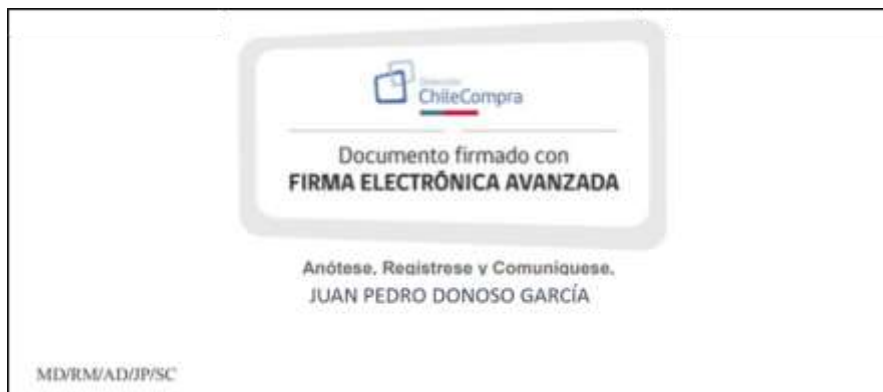 Dirección
ChileCompra
Documento firmado con
FIRMA ELECTRÓNICA AVANZADA
Anótese, Regístrese y Comuníquese,
JUAN PEDRO DONOSO GARCÍA
MD/RM/AD/JP/SC